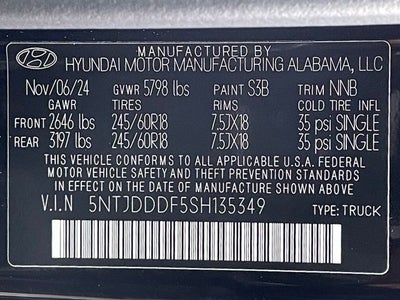 MANUFACTURED BY
HYUNDAI MOTOR MANUFACTURING ALABAMA, LLC
Nov/06/24 GVWR 5798 lbs PAINT S3B TRIM NNB
GAWR TIRES RIMS COLD TIRE INFL
FRONT 2646 lbs 245/60R18 7.5JX18 35 psi SINGLE
REAR 3197 lbs 245/60R18 7.5JX18 35 psi SINGLE
THIS VEHICLE CONFORMS TO ALL APPLICABLE U.S.A. FEDERAL
MOTOR VEHICLE SAFETY AND THEFT PREVENTION STANDARDS
IN EFFECT ON THE DATE OF MANUFACTURE SHOWN ABOVE.
V.I.N 5NTJDDDF5SH135349 TYPE: TRUCK